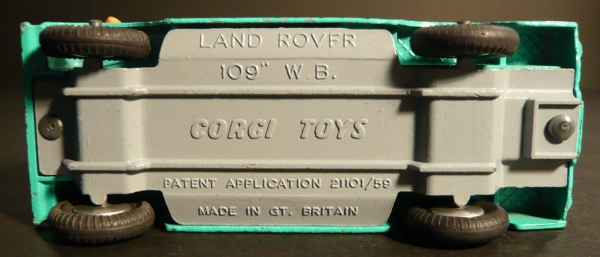 LAND ROVER
109" W.B.
CORGI TOYS
PATENT APPLICATION 21101/59
MADE IN GT. BRITAIN